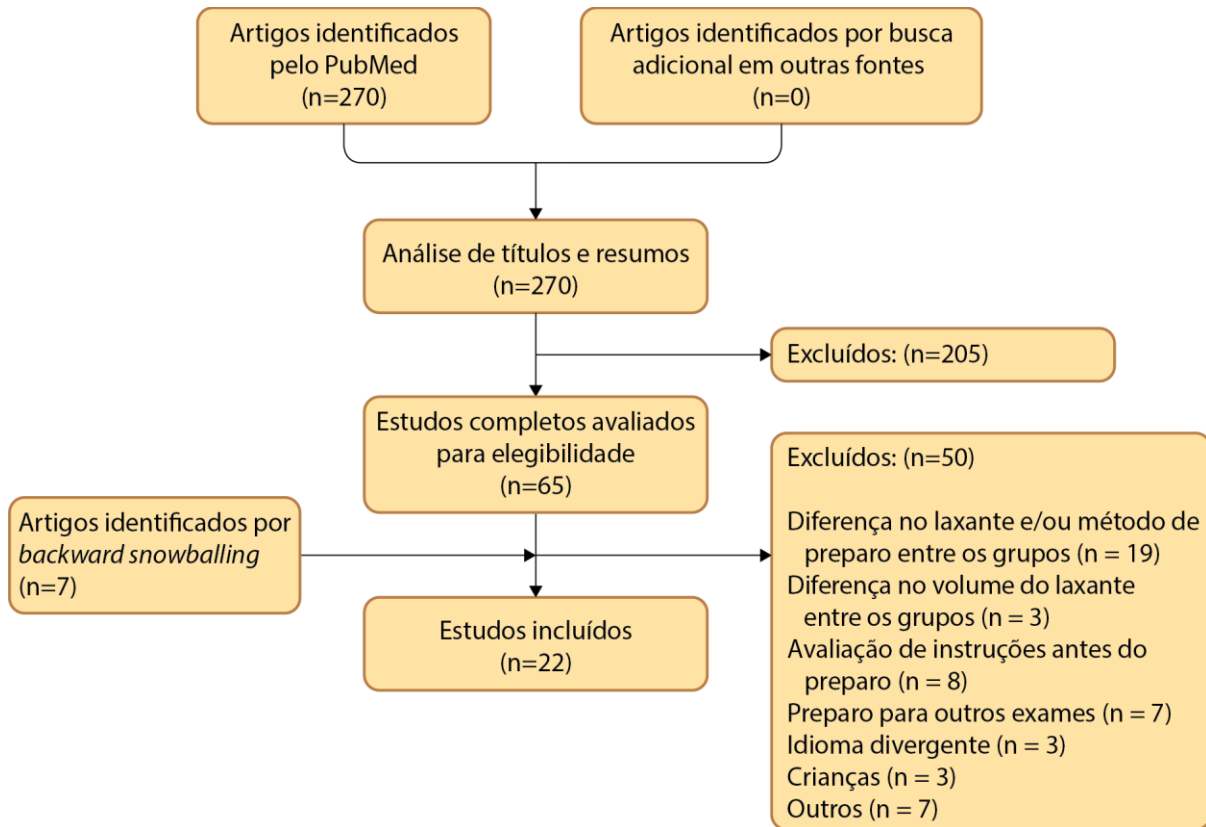 Artigos identificados
pelo PubMed
(n=270)
Artigos identificados por busca
adicional em outras fontes
(n=0)
Análise de títulos e resumos
(n=270)
Excluídos: (n=205)
Estudos completos avaliados
para elegibilidade
(n=65)
Artigos identificados por
backward snowballing
(n=7)
Excluídos: (n=50)
Diferença no laxante e/ou método de
preparo entre os grupos (n = 19)
Diferença no volume do laxante
entre os grupos (n = 3)
Avaliação de instruções antes do
preparo (n = 8)
Preparo para outros exames (n = 7)
Idioma divergente (n = 3)
Crianças (n = 3)
Outros (n = 7)
Estudos incluídos
(n=22)